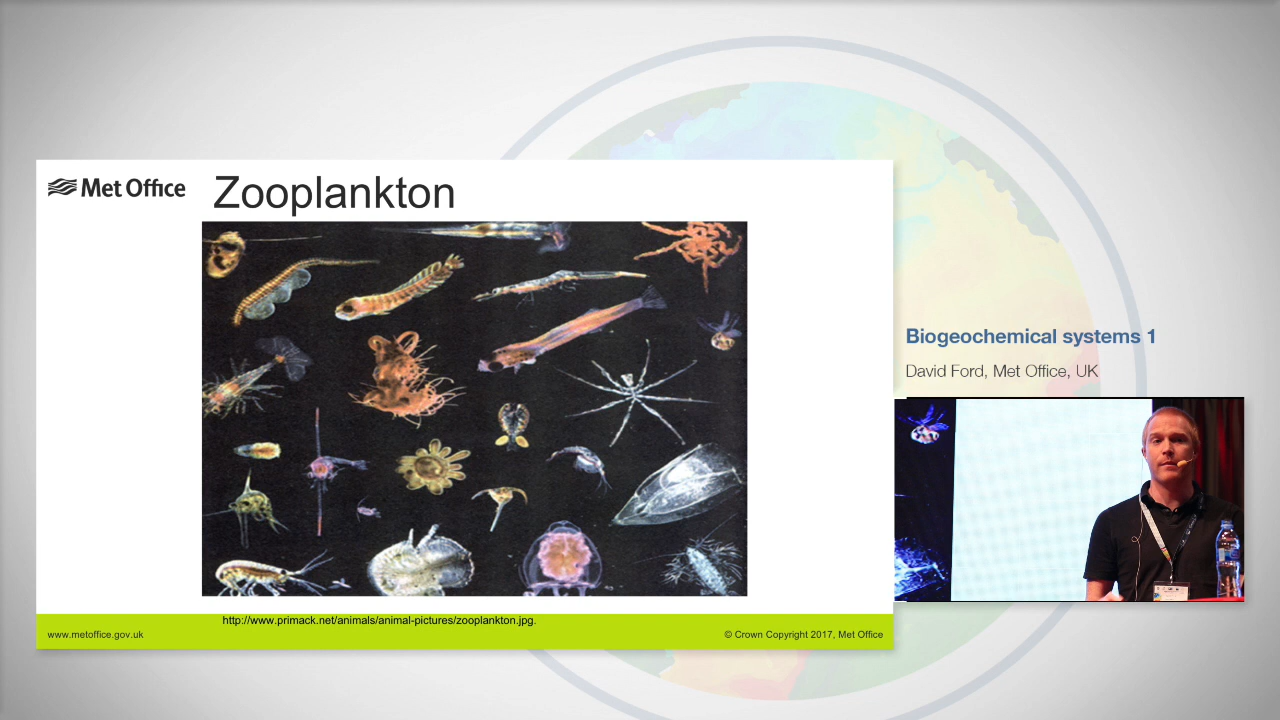 Met Office
Zooplankton
http://www.primack.net/animals/animal-pictures/zooplankton.jpg.
www.metoffice.gov.uk
© Crown Copyright 2017, Met Office
Biogeochemical systems 1
David Ford, Met Office, UK